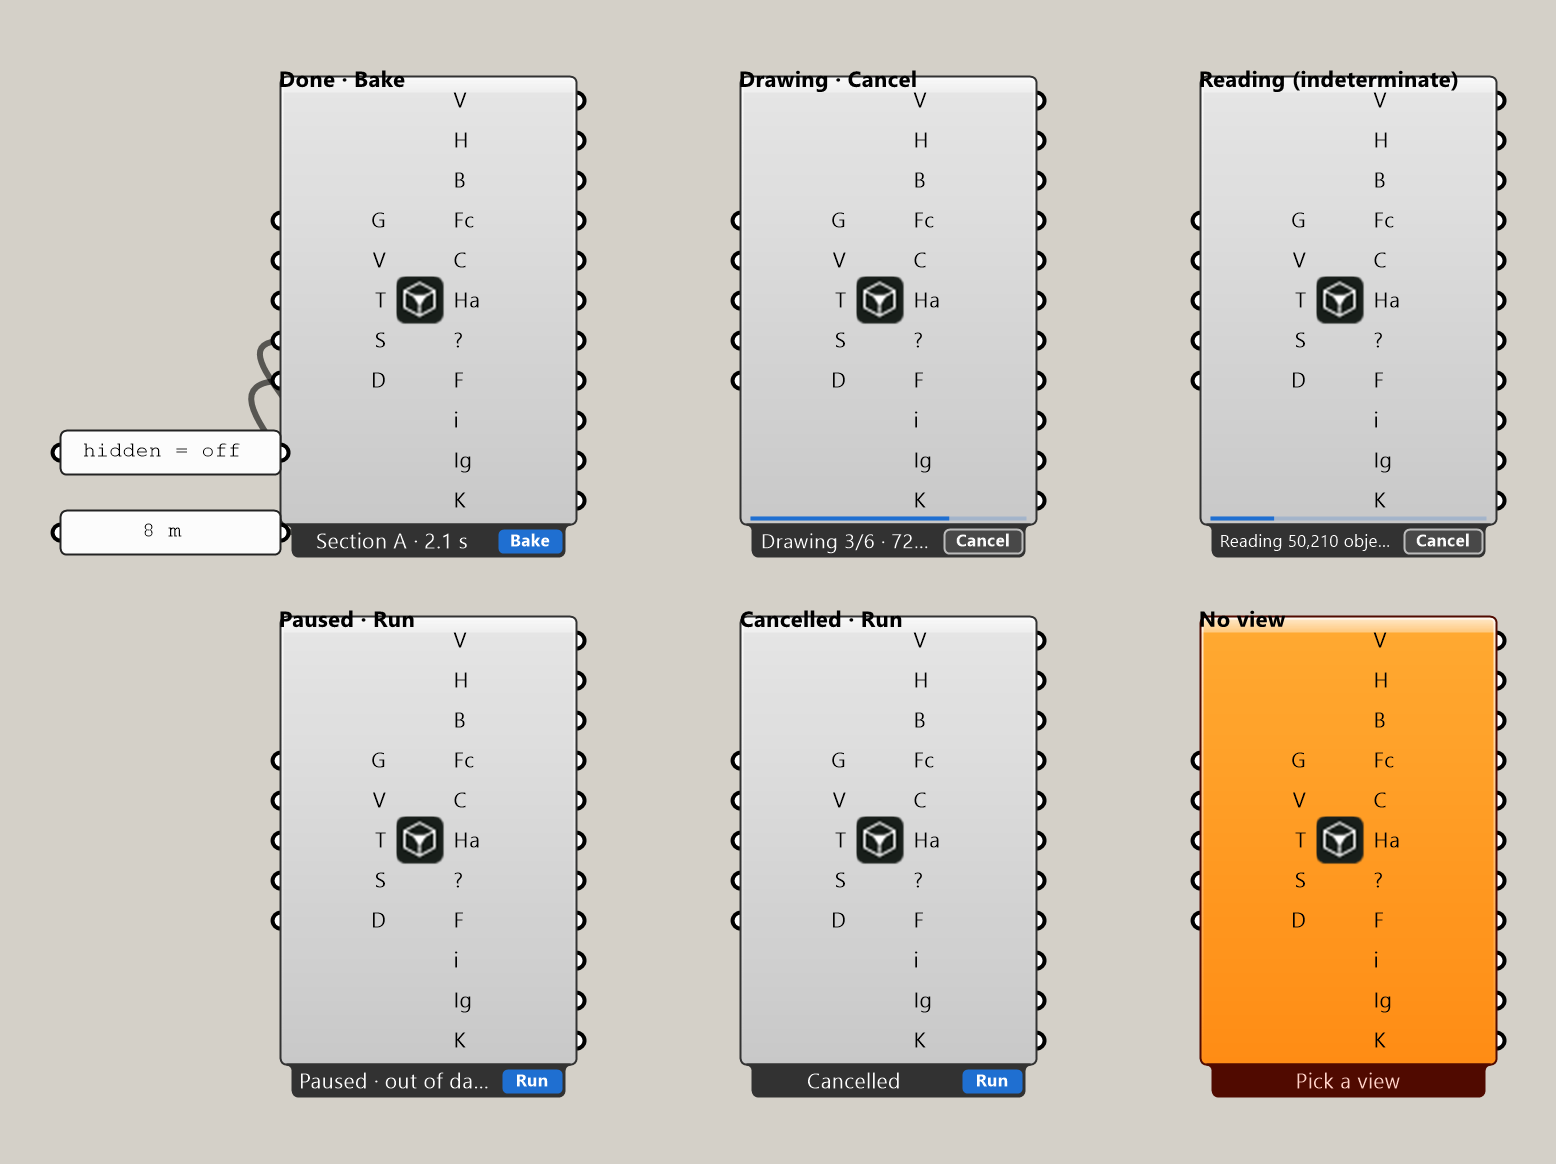 Done · Bake
V
H
B
G Fc
V C
T Ha
S ?
D F
i
Ig
K
hidden = off
8 m
Section A · 2.1 s Bake
Drawing · Cancel
V
H
B
G Fc
V C
T Ha
S ?
D F
i
Ig
K
Drawing 3/6 · 72... Cancel
Reading (indeterminate)
V
H
B
G Fc
V C
T Ha
S ?
D F
i
Ig
K
Reading 50,210 obje... Cancel
Paused · Run
V
H
B
G Fc
V C
T Ha
S ?
D F
i
Ig
K
Paused · out of da... Run
Cancelled · Run
V
H
B
G Fc
V C
T Ha
S ?
D F
i
Ig
K
Cancelled Run
No view
V
H
B
G Fc
V C
T Ha
S ?
D F
i
Ig
K
Pick a view